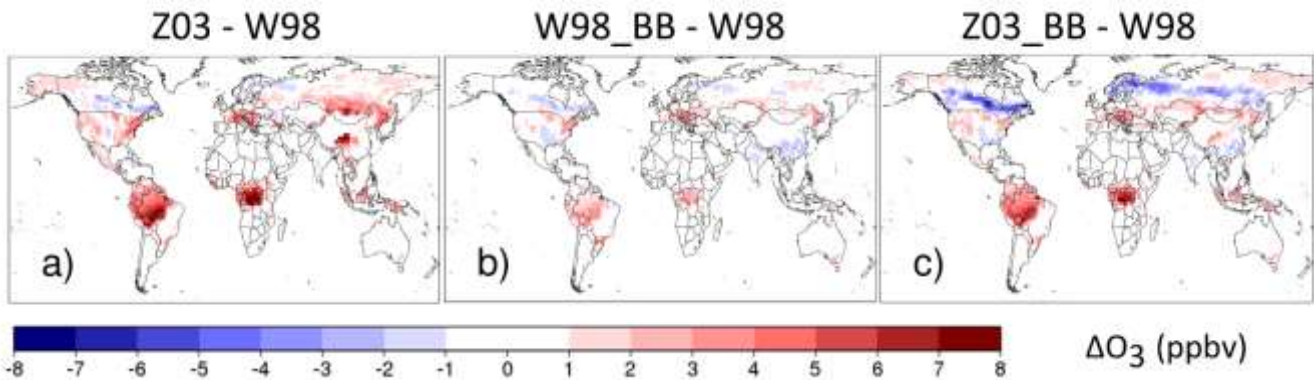 Z03 - W98
W98_BB - W98
Z03_BB - W98
a)
b)
c)
-8 -7 -6 -5 -4 -3 -2 -1 0 1 2 3 4 5 6 7 8
ΔO₃ (ppbv)